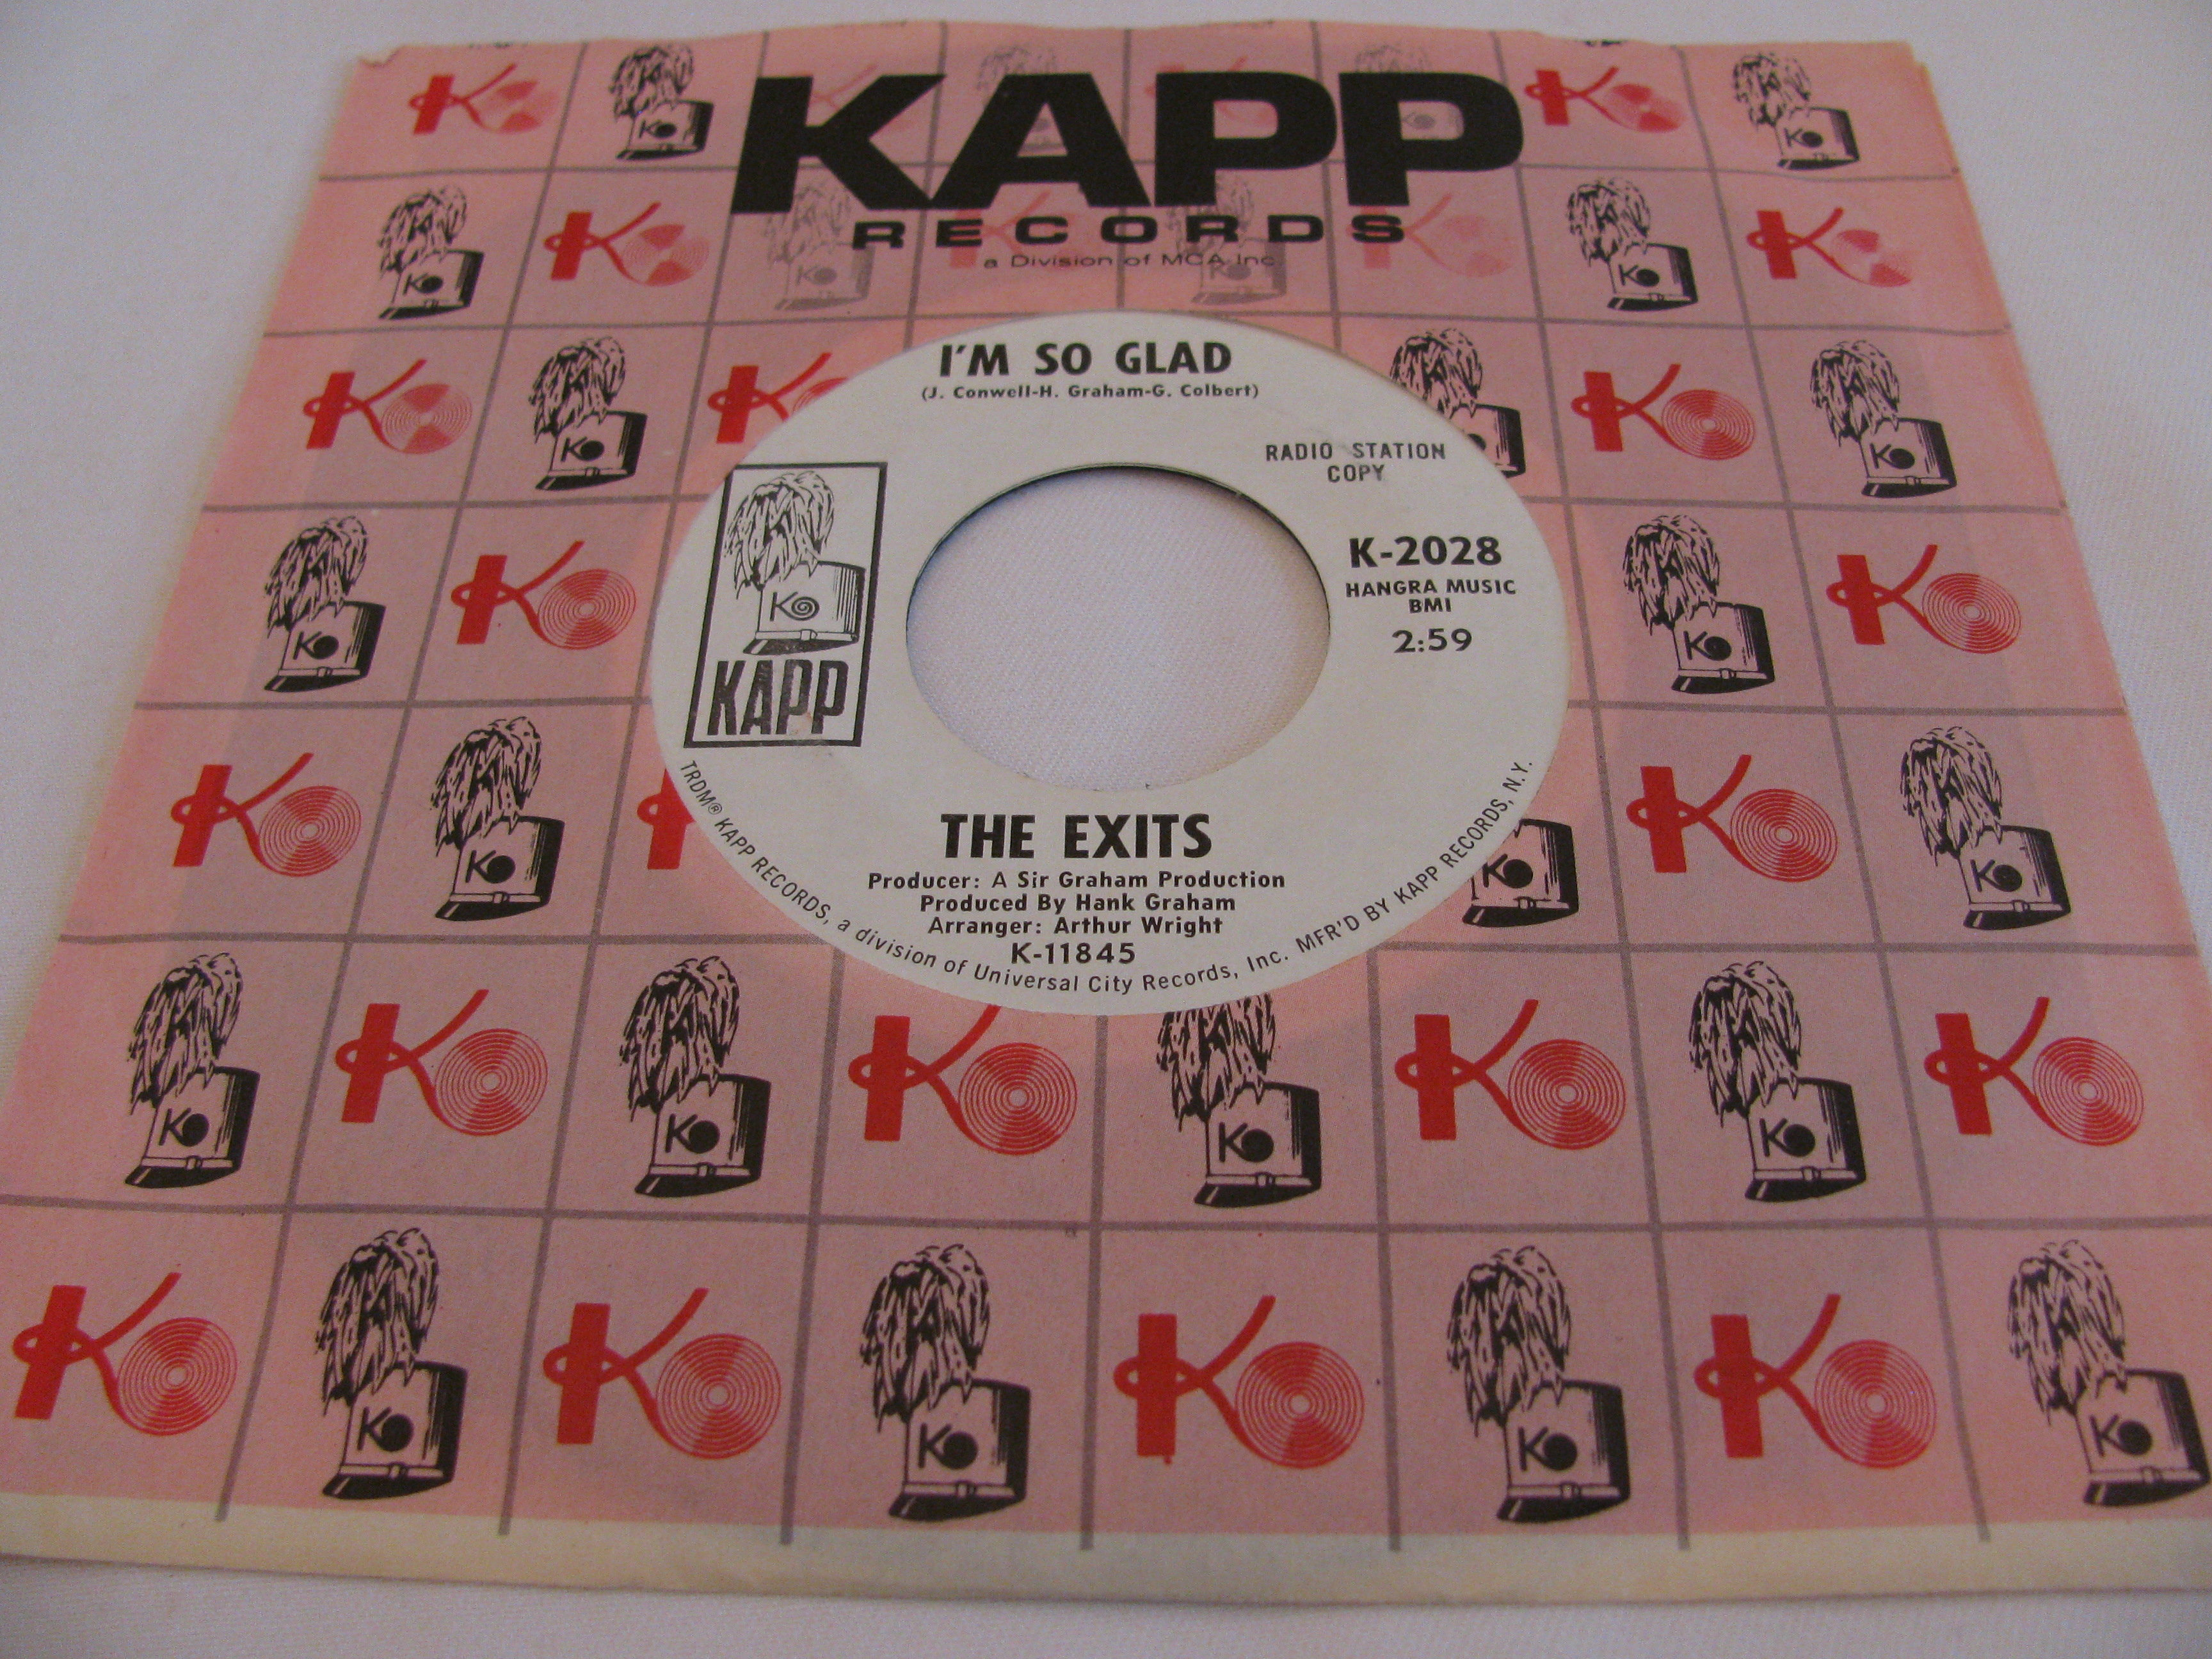 KAPP
RECORDS
a Division of MCA Inc.
I'M SO GLAD
(J. Conwell-H. Graham-G. Colbert)
RADIO STATION
COPY
K-2028
HANGRA MUSIC
BMI
2:59
KO
KAPP
THE EXITS
Producer: A Sir Graham Production
Produced By Hank Graham
Arranger: Arthur Wright
K-11845
TRDM® KAPP RECORDS, a division of Universal City Records, Inc. MFR'D BY KAPP RECORDS, N.Y.